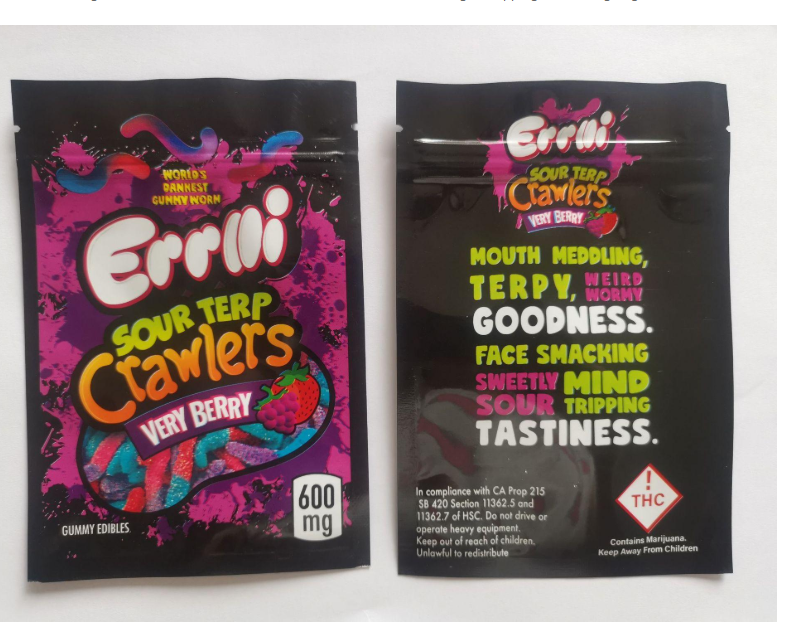 WORLD'S
DANKEST
GUMMY WORM
Errlli
SOUR TERP
Crawlers
VERY BERRY
600
mg
GUMMY EDIBLES
Errlli
SOUR TERP
Crawlers
VERY BERRY
MOUTH MEDDLING,
TERPY, WEIRD WORMY
GOODNESS.
FACE SMACKING
SWEETLY SOUR MIND TRIPPING
TASTINESS.
In compliance with CA Prop 215
SB 420 Section 11362.5 and
11362.7 of HSC. Do not drive or
operate heavy equipment.
Keep out of reach of children.
Unlawful to redistribute
!
THC
Contains Marijuana.
Keep Away From Children